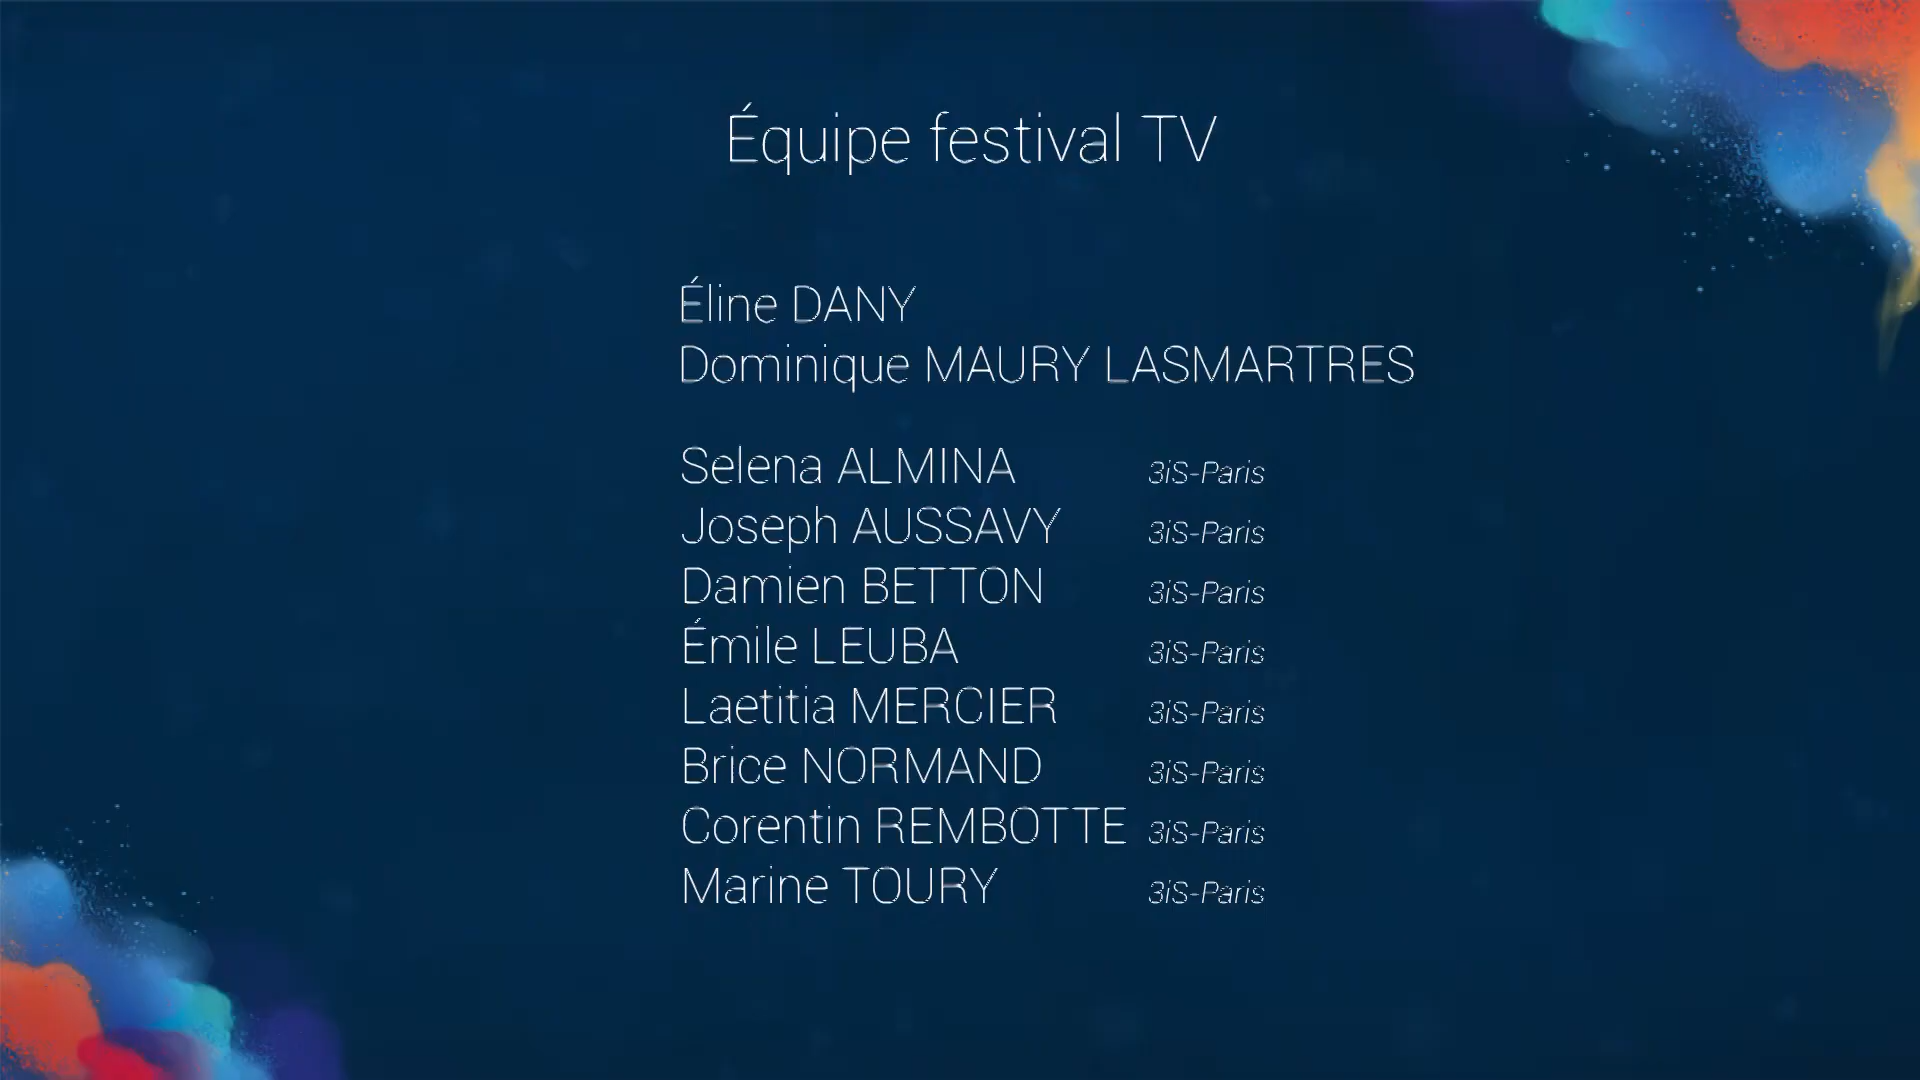 Équipe festival TV
Éline DANY
Dominique MAURY LASMARTRES
Selena ALMINA 3iS-Paris
Joseph AUSSAVY 3iS-Paris
Damien BETTON 3iS-Paris
Émile LEUBA 3iS-Paris
Laetitia MERCIER 3iS-Paris
Brice NORMAND 3iS-Paris
Corentin REMBOTTE 3iS-Paris
Marine TOURY 3iS-Paris